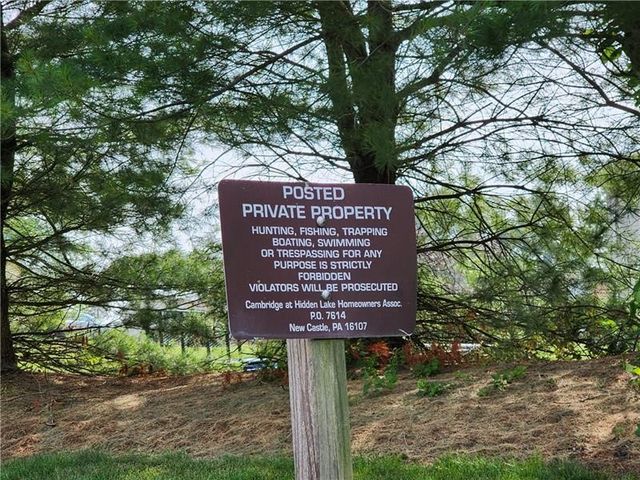 POSTED
PRIVATE PROPERTY
HUNTING, FISHING, TRAPPING
BOATING, SWIMMING
OR TRESPASSING FOR ANY
PURPOSE IS STRICTLY
FORBIDDEN
VIOLATORS WILL BE PROSECUTED
Cambridge at Hidden Lake Homeowners Assoc.
P.O. 7614
New Castle, PA 16107